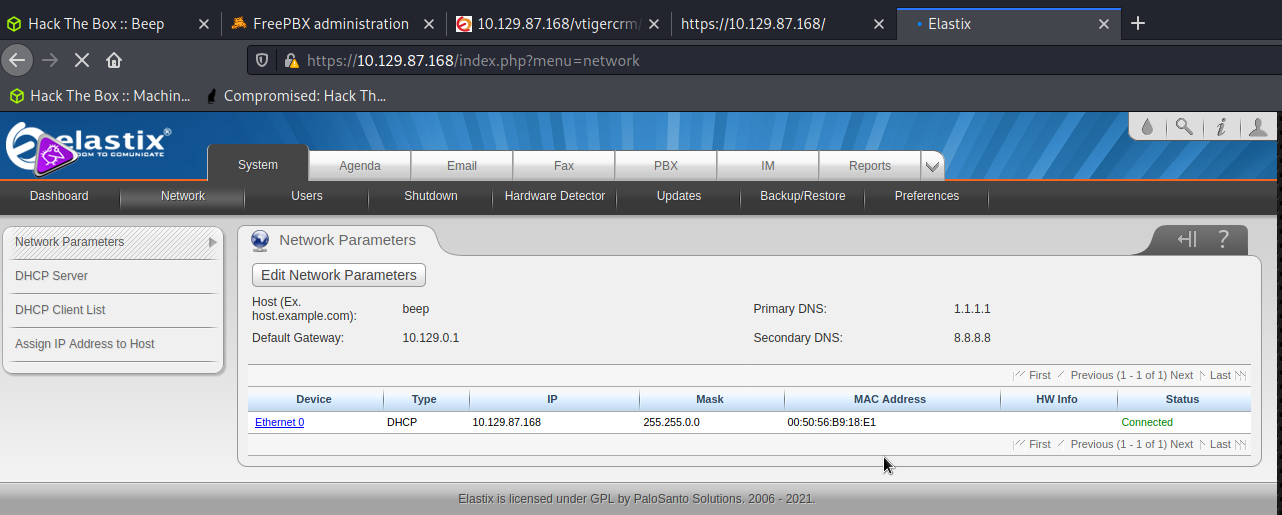 Hack The Box :: Beep
FreePBX administration
10.129.87.168/vtigercrm/
https://10.129.87.168/
Elastix
https://10.129.87.168/index.php?menu=network
Hack The Box :: Machin...
Compromised: Hack Th...
elastix
DOM TO COMUNICATE
System
Agenda
Email
Fax
PBX
IM
Reports
Dashboard
Network
Users
Shutdown
Hardware Detector
Updates
Backup/Restore
Preferences
Network Parameters
DHCP Server
DHCP Client List
Assign IP Address to Host
Network Parameters
Edit Network Parameters
Host (Ex.
host.example.com):
beep
Primary DNS:
1.1.1.1
Default Gateway:
10.129.0.1
Secondary DNS:
8.8.8.8
First Previous (1 - 1 of 1) Next Last
Device Type IP Mask MAC Address HW Info Status
Ethernet 0 DHCP 10.129.87.168 255.255.0.0 00:50:56:B9:18:E1 Connected
First Previous (1 - 1 of 1) Next Last
Elastix is licensed under GPL by PaloSanto Solutions. 2006 - 2021.